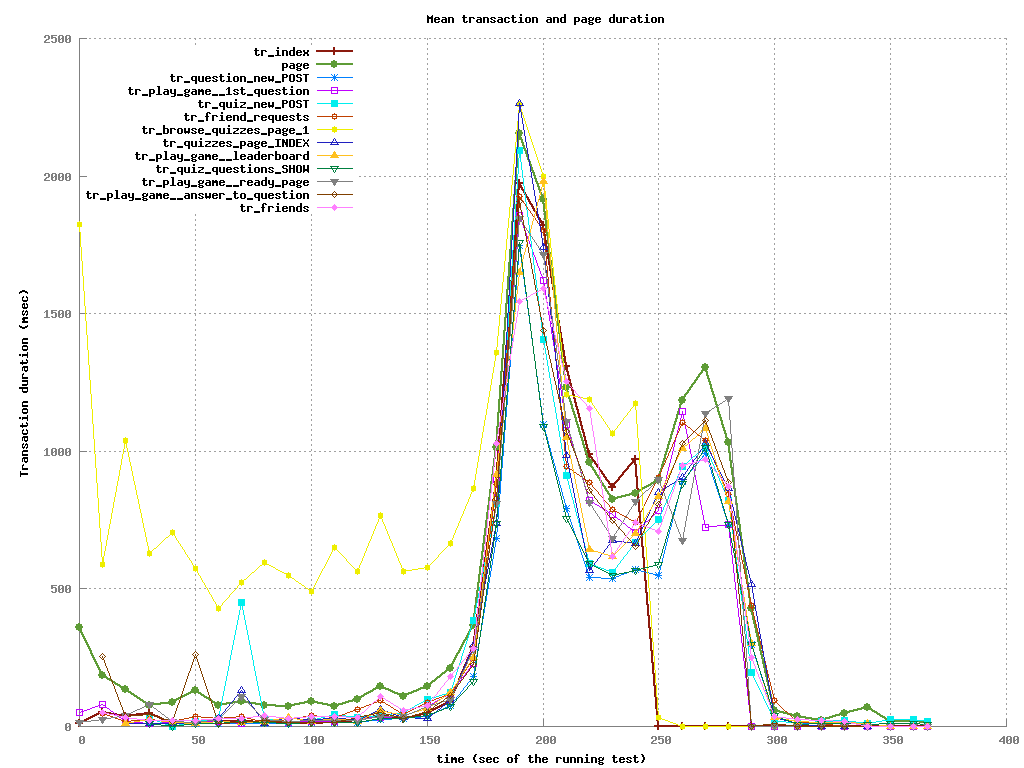 Mean transaction and page duration
2500
2000
1500
1000
500
0
Transaction duration (msec)
tr_index
page
tr_question_new_POST
tr_play_game__1st_question
tr_quiz_new_POST
tr_friend_requests
tr_browse_quizzes_page_1
tr_quizzes_page_INDEX
tr_play_game__leaderboard
tr_quiz_questions_SHOW
tr_play_game__ready_page
tr_play_game__answer_to_question
tr_friends
0 50 100 150 200 250 300 350 400
time (sec of the running test)